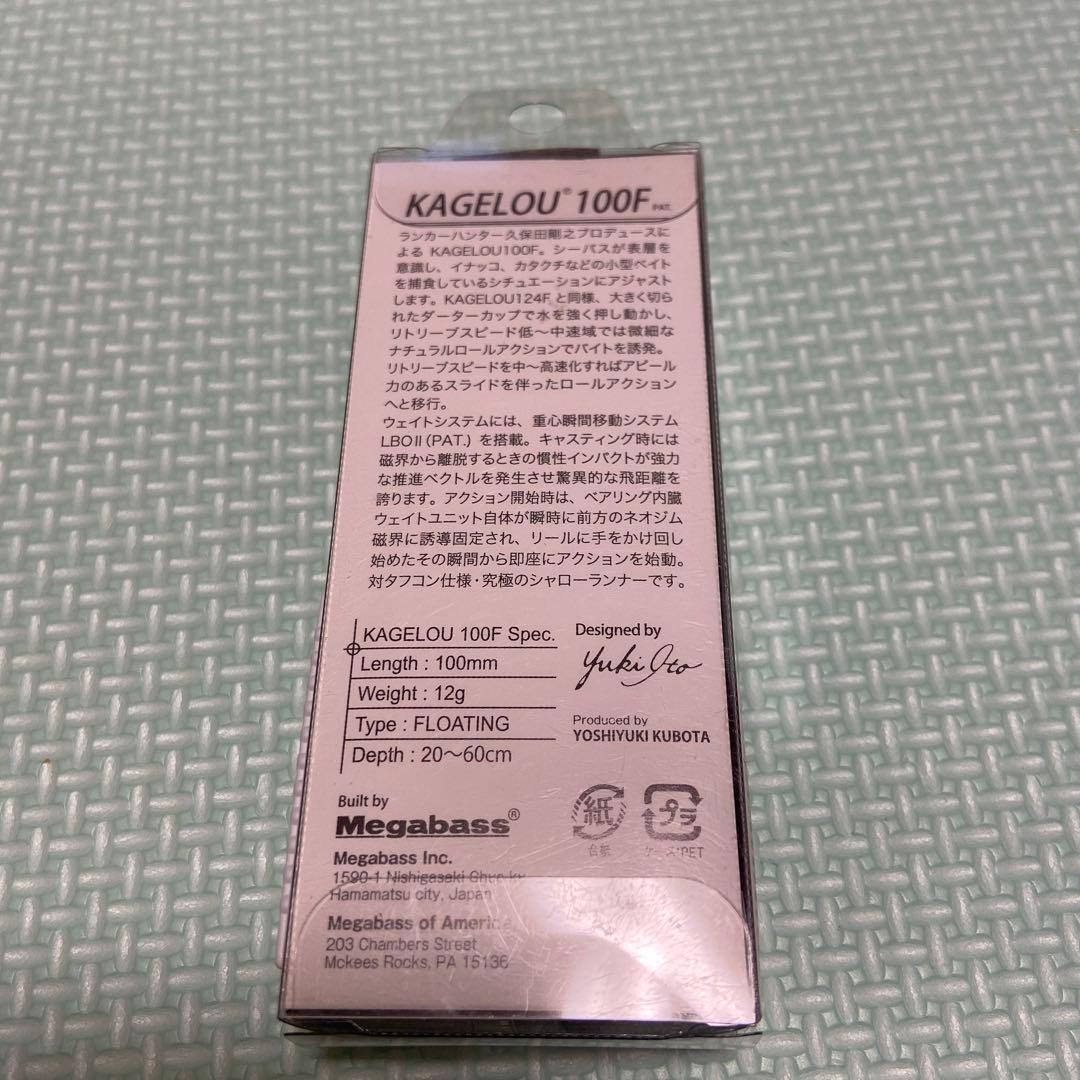 KAGELOU® 100F PAT.
ランカーハンター久保田剛之プロデュースに
よる KAGELOU100F。シーバスが表層を
意識し、イナッコ、カタクチなどの小型ベイト
を捕食しているシチュエーションにアジャスト
します。KAGELOU124F と同様、大きく切ら
れたダーターカップで水を強く押し動かし、
リトリーブスピード低〜中速域では微細な
ナチュラルロールアクションでバイトを誘発。
リトリーブスピードを中〜高速化すればアピール
力のあるスライドを伴ったロールアクション
へと移行。
ウェイトシステムには、重心瞬間移動システム
LBOII(PAT.) を搭載。キャスティング時には
磁界から離脱するときの慣性インパクトが強力
な推進ベクトルを発生させ驚異的な飛距離を
誇ります。アクション開始時は、ベアリング内臓
ウェイトユニット自体が瞬時に前方のネオジム
磁界に誘導固定され、リールに手をかけ回し
始めたその瞬間から即座にアクションを始動。
対タフコン仕様・究極のシャローランナーです。
KAGELOU 100F Spec.
Length : 100mm
Weight : 12g
Type : FLOATING
Depth : 20〜60cm
Designed by
Yuki Ito
Produced by
YOSHIYUKI KUBOTA
Built by
Megabass®
紙
台紙
プラ
ケース:PET
Megabass Inc.
1590-1 Nishigasaki Chuo-ku
Hamamatsu city, Japan
Megabass of America
203 Chambers Street
Mckees Rocks, PA 15136